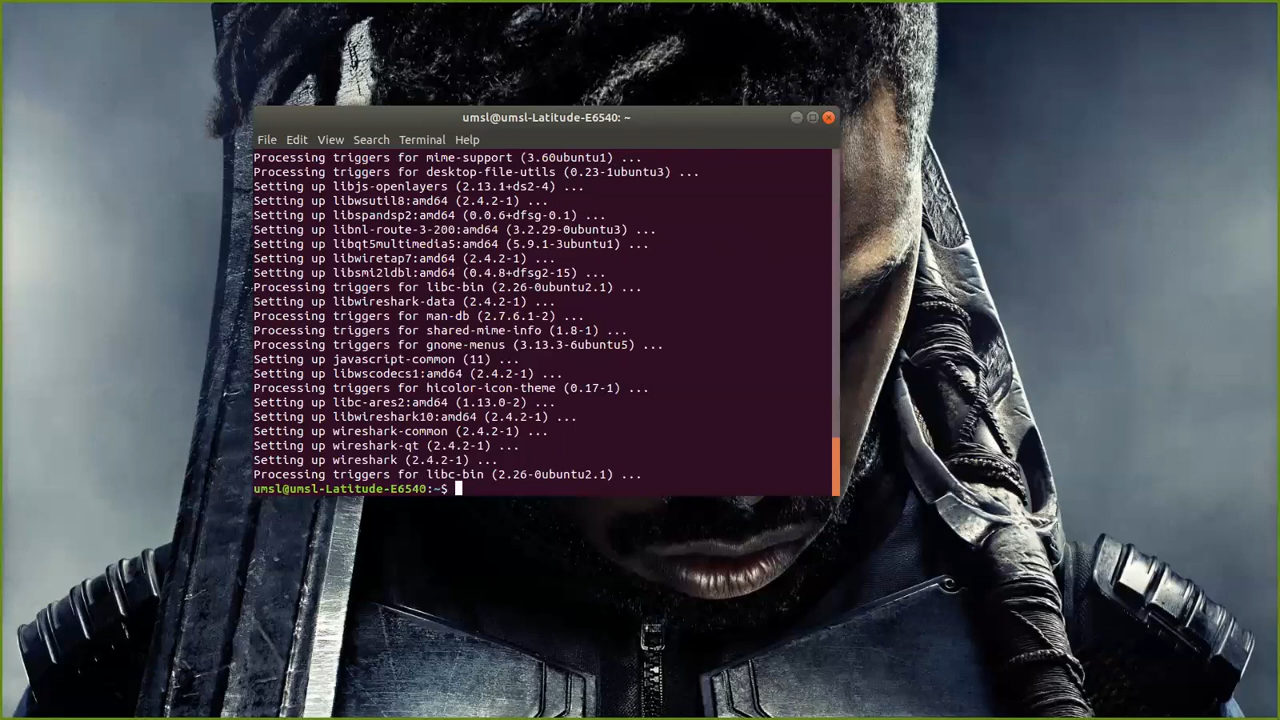 umsl@umsl-Latitude-E6540: ~
File Edit View Search Terminal Help
Processing triggers for mime-support (3.60ubuntu1) ...
Processing triggers for desktop-file-utils (0.23-1ubuntu3) ...
Setting up libjs-openlayers (2.13.1+ds2-4) ...
Setting up libwsutil8:amd64 (2.4.2-1) ...
Setting up libspandsp2:amd64 (0.0.6+dfsg-0.1) ...
Setting up libnl-route-3-200:amd64 (3.2.29-0ubuntu3) ...
Setting up libqt5multimedia5:amd64 (5.9.1-3ubuntu1) ...
Setting up libwiretap7:amd64 (2.4.2-1) ...
Setting up libsmi2ldbl:amd64 (0.4.8+dfsg2-15) ...
Processing triggers for libc-bin (2.26-0ubuntu2.1) ...
Setting up libwireshark-data (2.4.2-1) ...
Processing triggers for man-db (2.7.6.1-2) ...
Processing triggers for shared-mime-info (1.8-1) ...
Processing triggers for gnome-menus (3.13.3-6ubuntu5) ...
Setting up javascript-common (11) ...
Setting up libwscodecs1:amd64 (2.4.2-1) ...
Processing triggers for hicolor-icon-theme (0.17-1) ...
Setting up libc-ares2:amd64 (1.13.0-2) ...
Setting up libwireshark10:amd64 (2.4.2-1) ...
Setting up wireshark-common (2.4.2-1) ...
Setting up wireshark-qt (2.4.2-1) ...
Setting up wireshark (2.4.2-1) ...
Processing triggers for libc-bin (2.26-0ubuntu2.1) ...
umsl@umsl-Latitude-E6540:~$